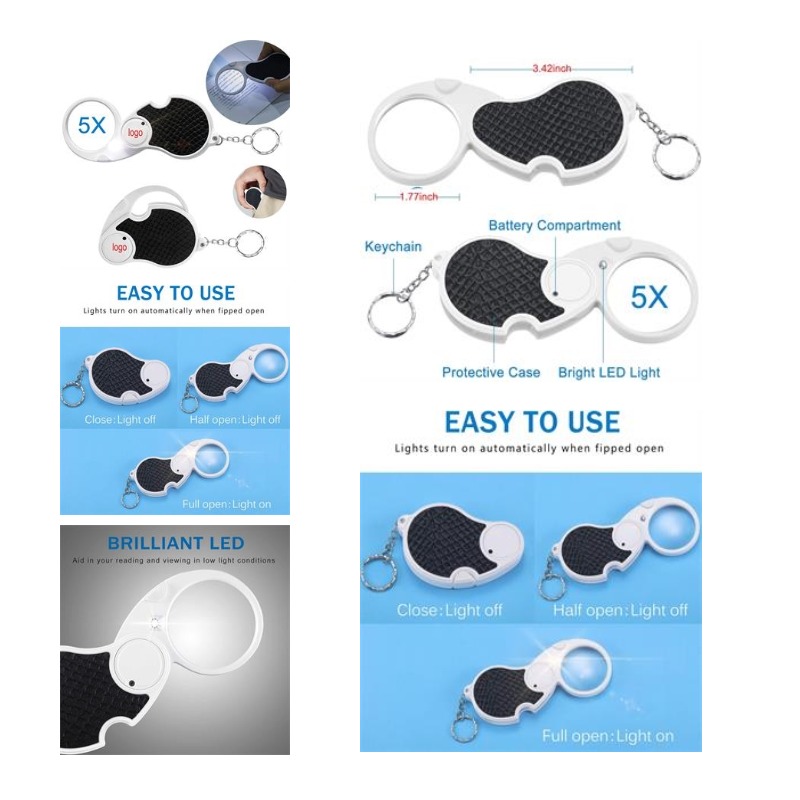 5X
logo
logo
EASY TO USE
Lights turn on automatically when fipped open
Close:Light off
Half open:Light off
Full open:Light on
BRILLIANT LED
Aid in your reading and viewing in low light conditions
3.42inch
1.77inch
Battery Compartment
Keychain
5X
Protective Case
Bright LED Light
EASY TO USE
Lights turn on automatically when fipped open
Close:Light off
Half open:Light off
Full open:Light on